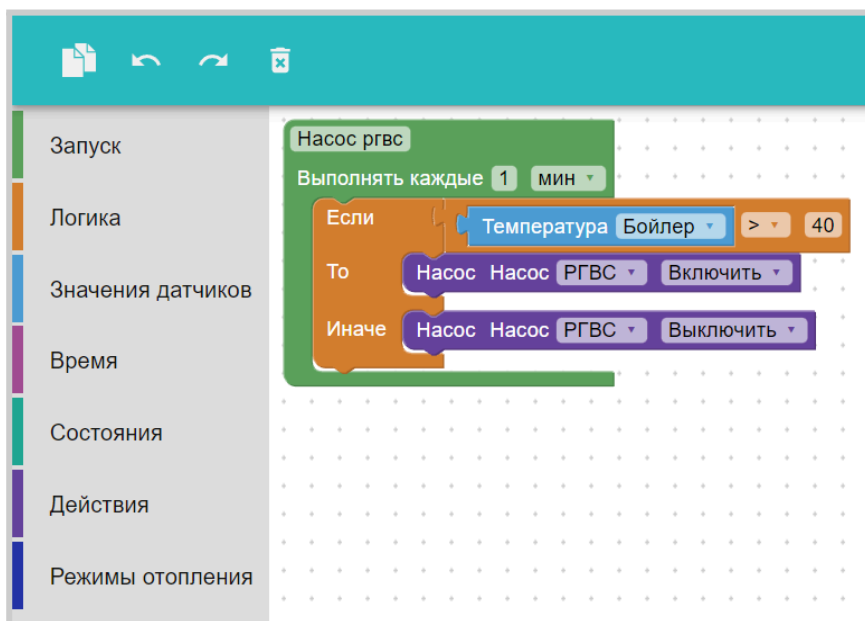 Запуск
Логика
Значения датчиков
Время
Состояния
Действия
Режимы отопления
Насос ргвс
Выполнять каждые 1 мин
Если Температура Бойлер > 40
То Насос Насос РГВС Включить
Иначе Насос Насос РГВС Выключить